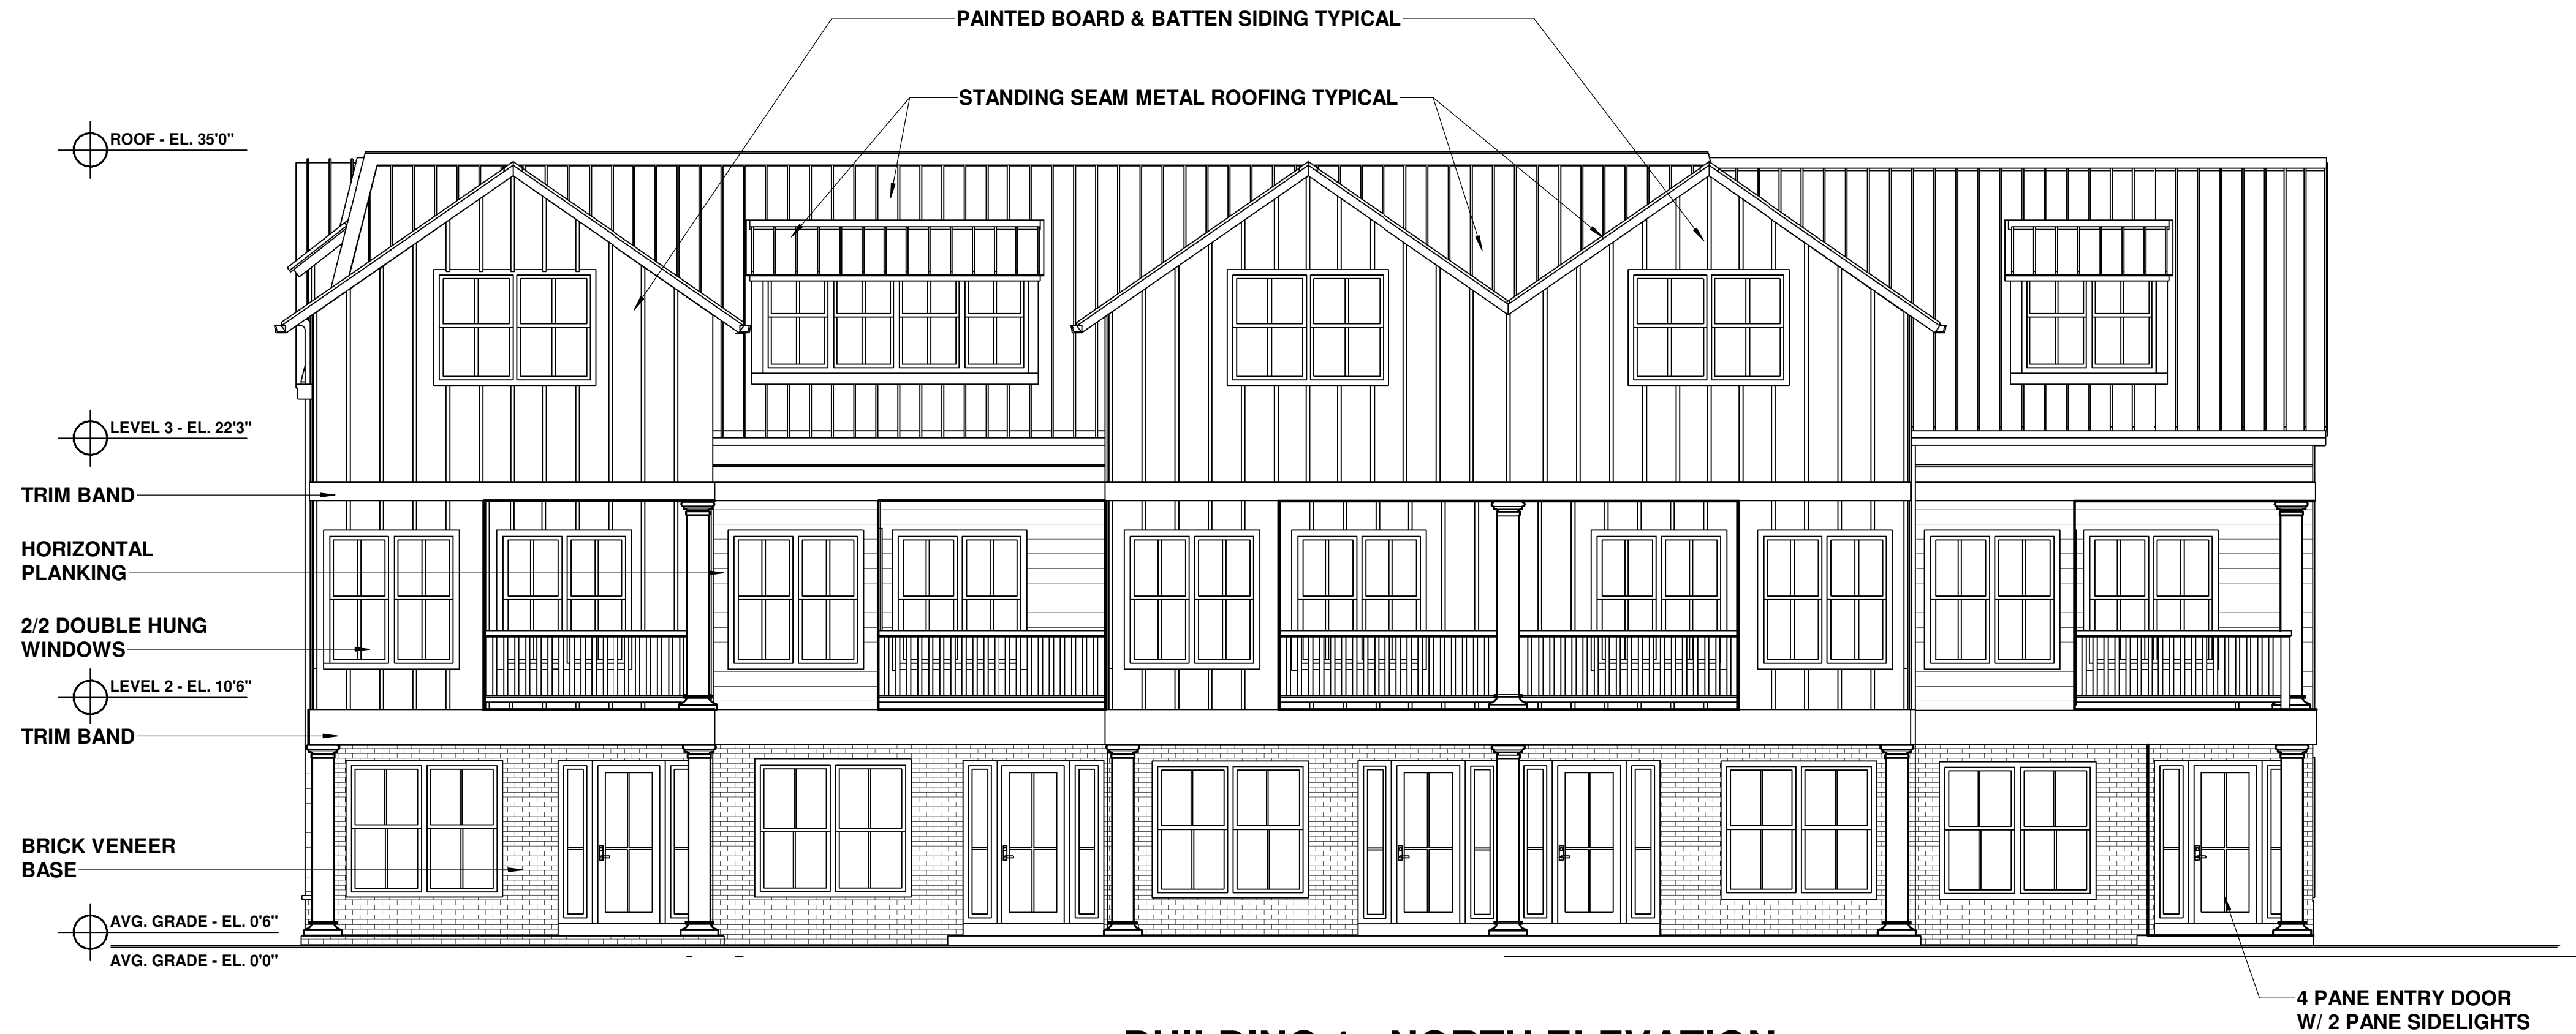 PAINTED BOARD & BATTEN SIDING TYPICAL
STANDING SEAM METAL ROOFING TYPICAL
ROOF - EL. 35'0"
LEVEL 3 - EL. 22'3"
TRIM BAND
HORIZONTAL
PLANKING
2/2 DOUBLE HUNG
WINDOWS
LEVEL 2 - EL. 10'6"
TRIM BAND
BRICK VENEER
BASE
AVG. GRADE - EL. 0'6"
AVG. GRADE - EL. 0'0"
4 PANE ENTRY DOOR
W/ 2 PANE SIDELIGHTS
NORTH ELEVATION